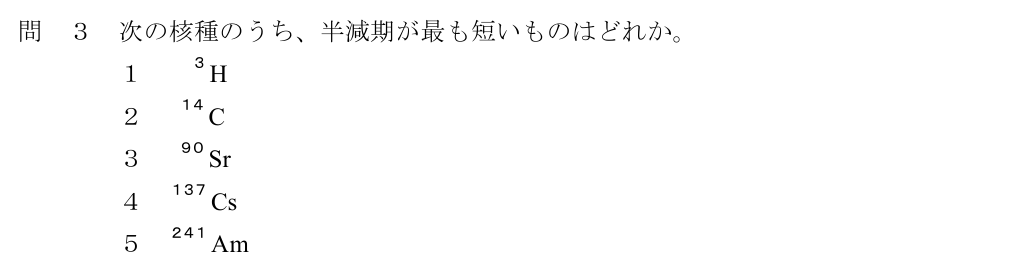 問　３　次の核種のうち、半減期が最も短いものはどれか。
１　³H
２　¹⁴C
３　⁹⁰Sr
４　¹³⁷Cs
５　²⁴¹Am